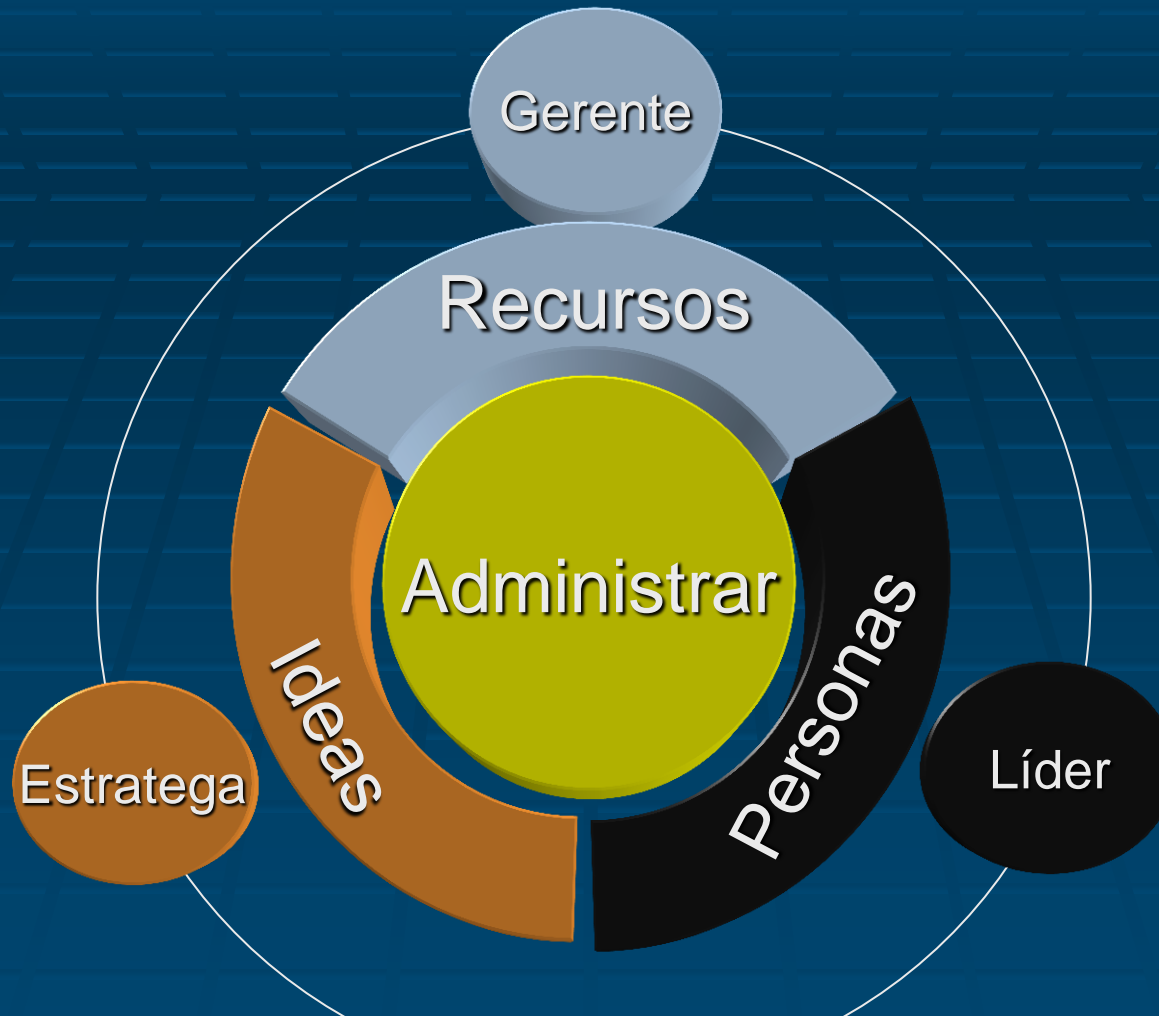 Gerente
Recursos
Administrar
Ideas
Personas
Estratega
Líder